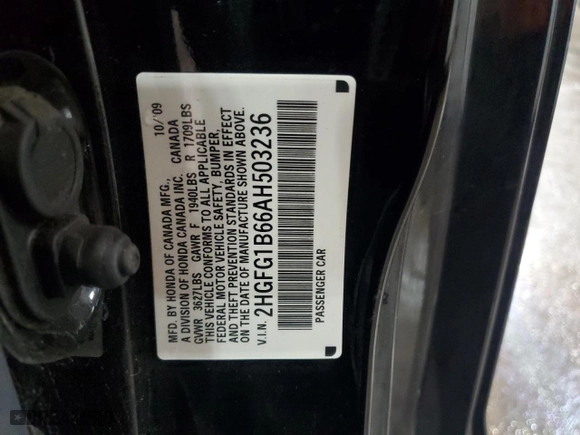 MFD. BY HONDA OF CANADA MFG., 10/09
A DIVISION OF HONDA CANADA INC. CANADA
GVWR 3627LBS GAWR F 1940LBS R 1709LBS
THIS VEHICLE CONFORMS TO ALL APPLICABLE
FEDERAL MOTOR VEHICLE SAFETY, BUMPER,
AND THEFT PREVENTION STANDARDS IN EFFECT
ON THE DATE OF MANUFACTURE SHOWN ABOVE.
V.I.N. 2HGFG1B66AH503236
PASSENGER CAR